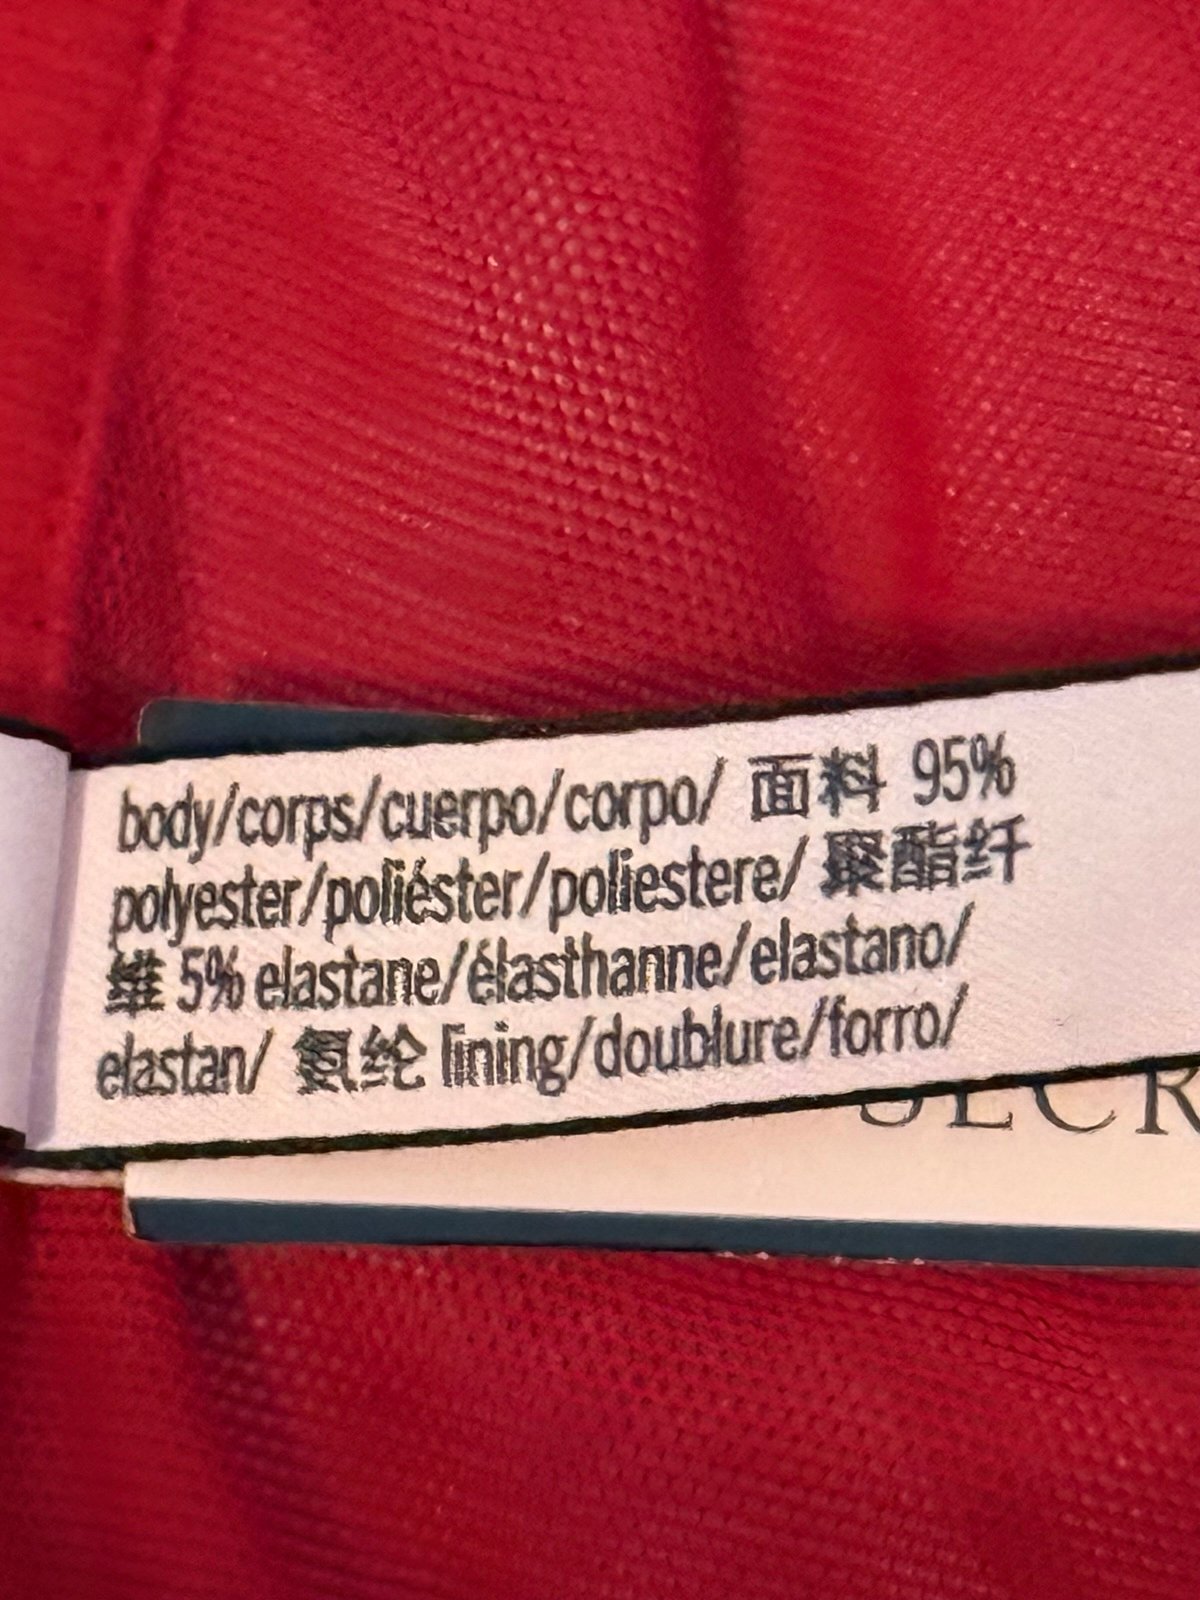 body/corps/cuerpo/corpo/ 面料 95%
polyester/poliéster/poliestere/ 聚酯纤
维 5% elastane/élasthanne/elastano/
elastan/ 氨纶 lining/doublure/forro/
SECR